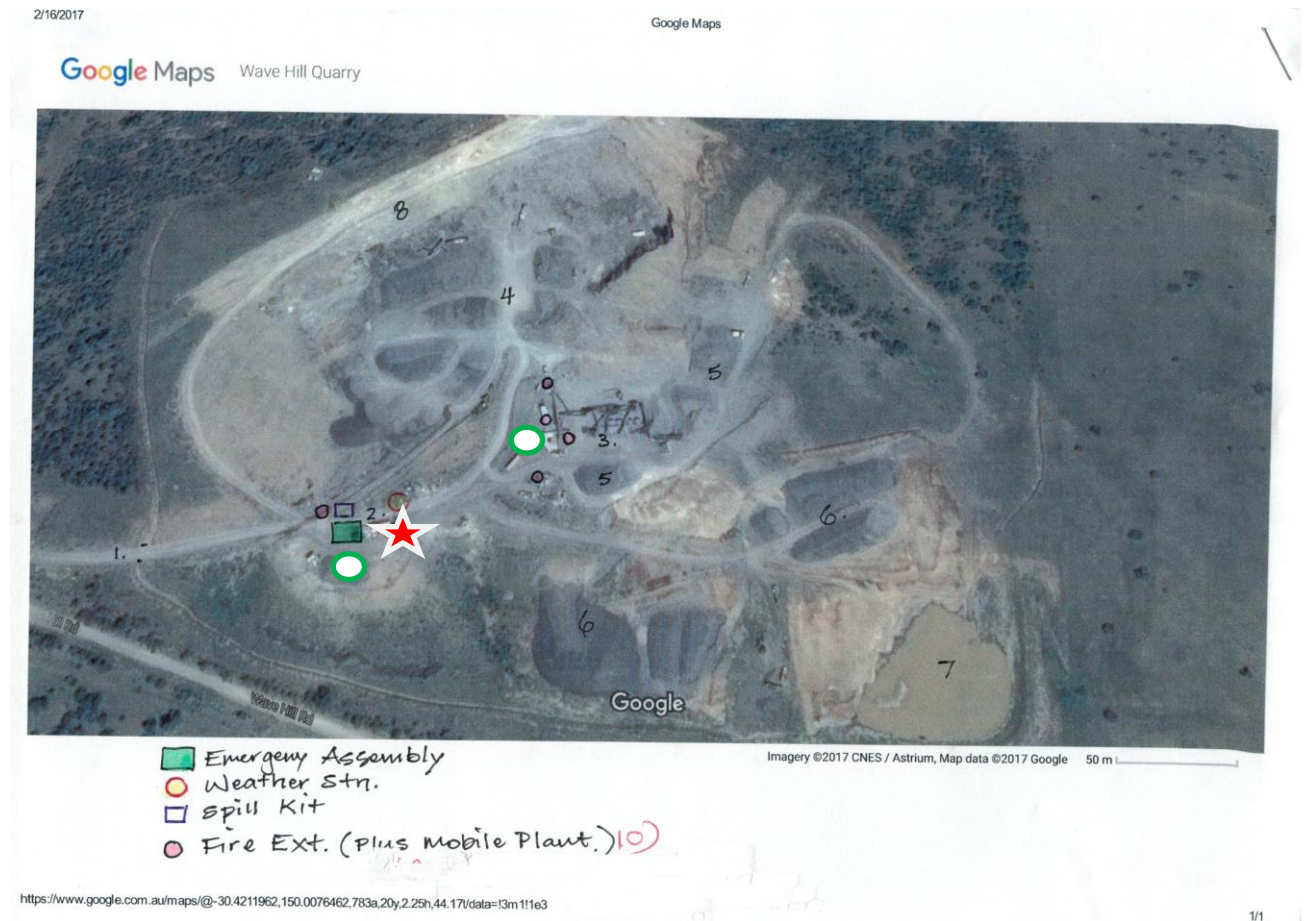 2/16/2017
Google Maps
Google Maps Wave Hill Quarry
8
4
5
3.
5
2.
6.
1.
6
ill Rd
7
Wave Hill Rd
Google
Emergeny Assembly
Imagery ©2017 CNES / Astrium, Map data ©2017 Google 50 m
Weather Stn.
Spill Kit
Fire Ext. (plus mobile Plant.) 10)
https://www.google.com.au/maps/@-30.4211962,150.0076462,783a,20y,2.25h,44.17t/data=!3m1!1e3
1/1